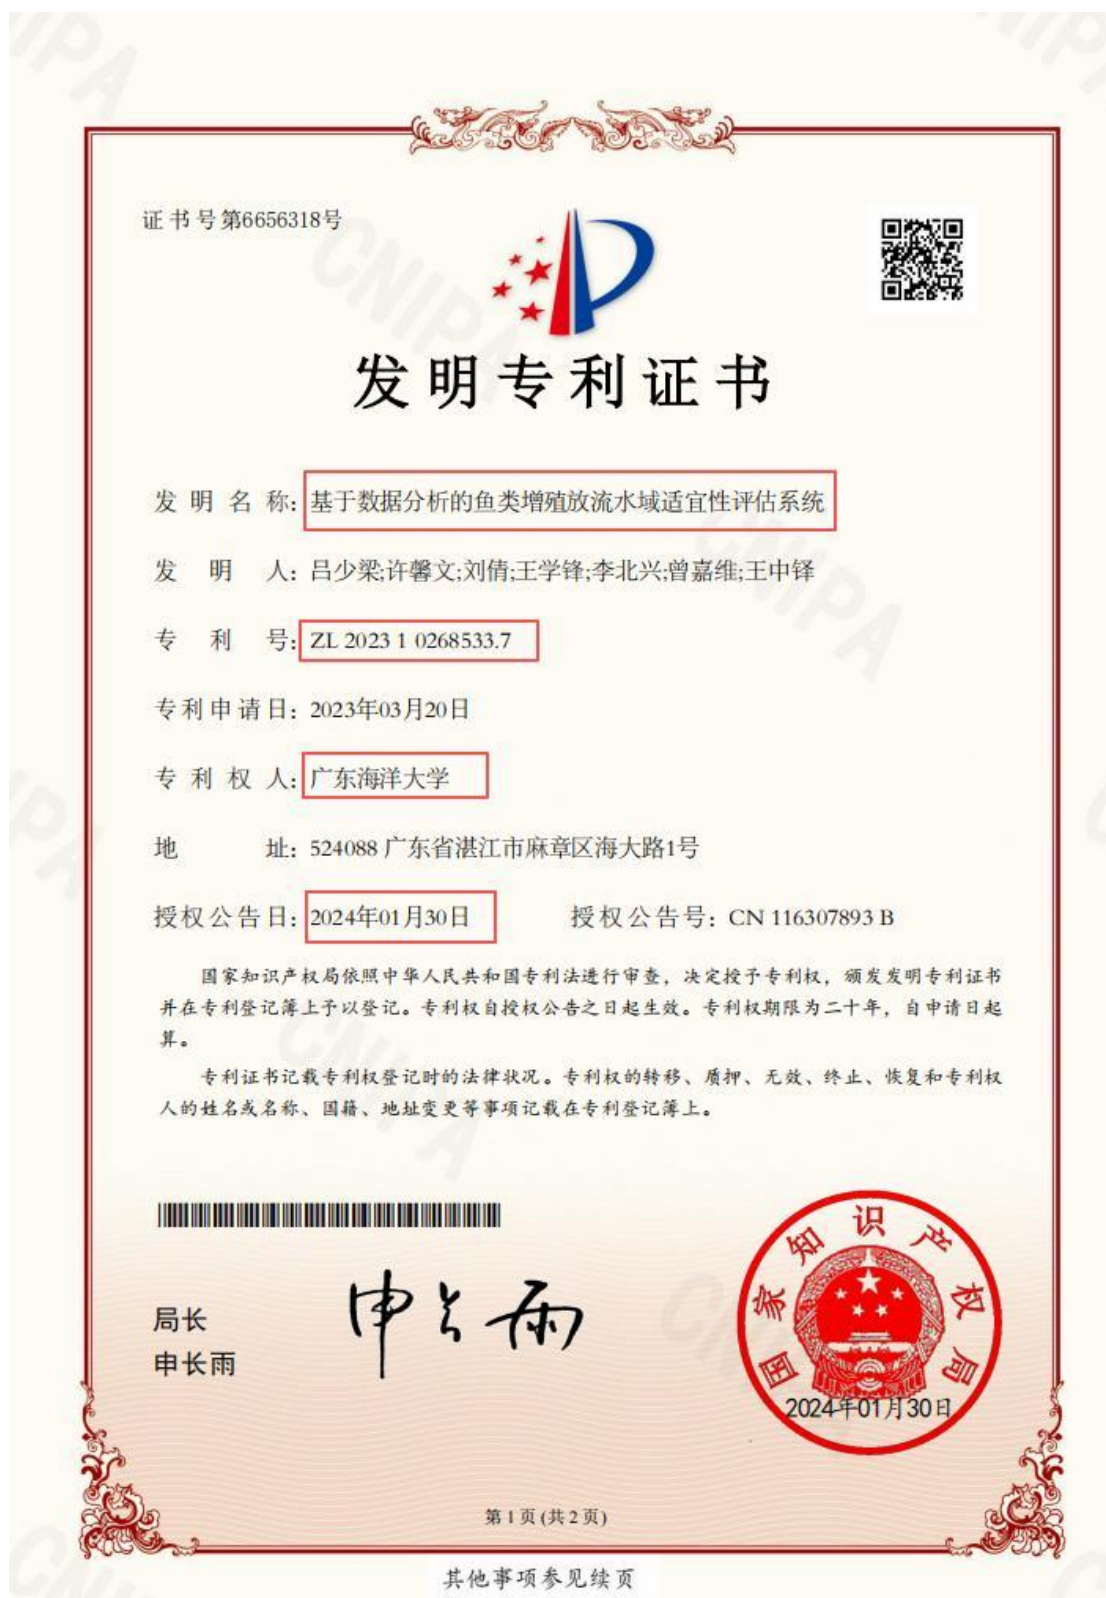 证书号第6656318号
发明专利证书
发明名称：基于数据分析的鱼类增殖放流水域适宜性评估系统
发明人：吕少梁;许馨文;刘倩;王学锋;李北兴;曾嘉维;王中铎
专利号：ZL 2023 1 0268533.7
专利申请日：2023年03月20日
专利权人：广东海洋大学
地址：524088 广东省湛江市麻章区海大路1号
授权公告日：2024年01月30日 授权公告号：CN 116307893 B
国家知识产权局依照中华人民共和国专利法进行审查，决定授予专利权，颁发发明专利证书
并在专利登记簿上予以登记。专利权自授权公告之日起生效。专利权期限为二十年，自申请日起
算。
专利证书记载专利权登记时的法律状况。专利权的转移、质押、无效、终止、恢复和专利权
人的姓名或名称、国籍、地址变更等事项记载在专利登记簿上。
局长
申长雨
申长雨
国家知识产权局
2024年01月30日
第1页(共2页)
其他事项参见续页
CNIPA